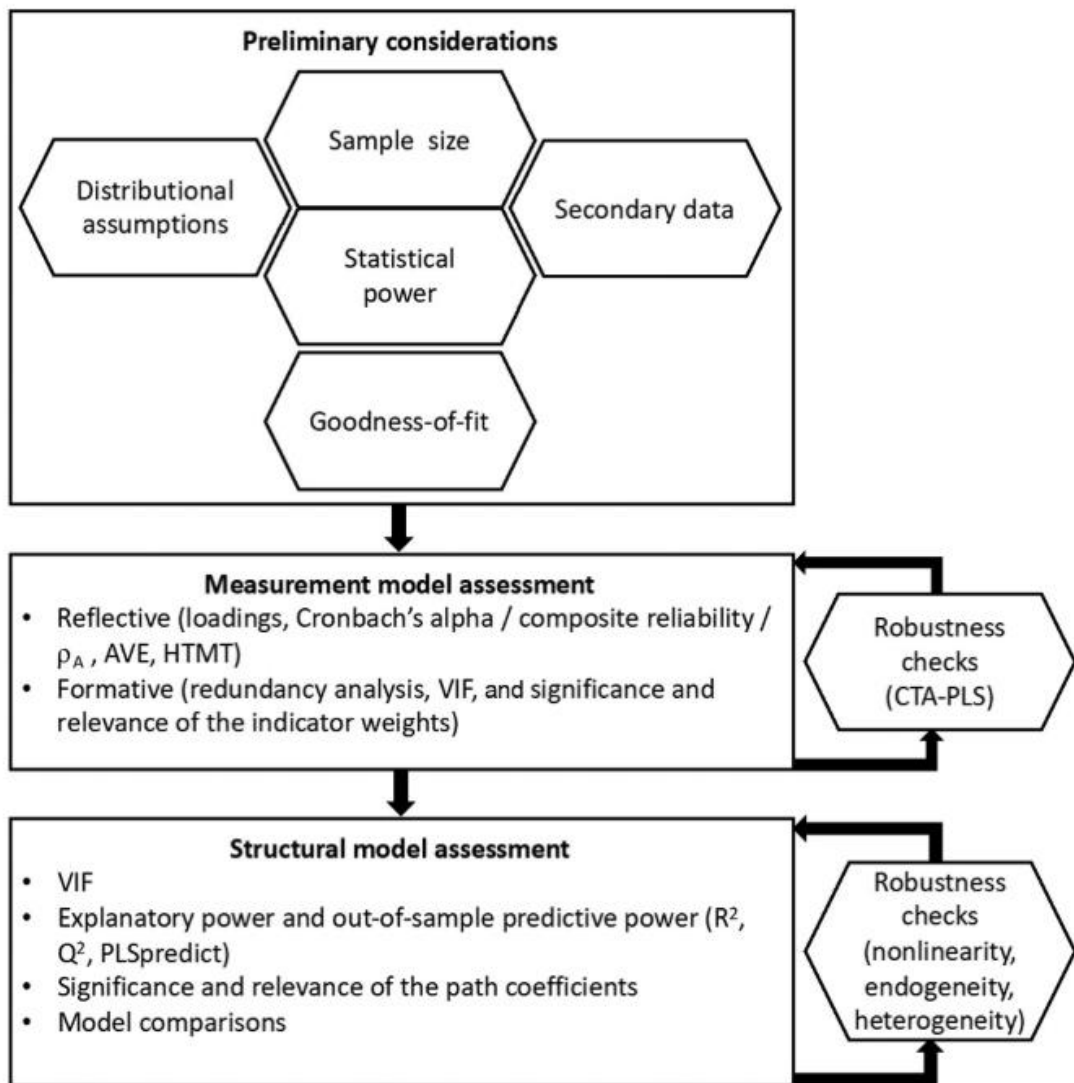 Preliminary considerations
Sample size
Distributional
assumptions
Secondary data
Statistical
power
Goodness-of-fit
Measurement model assessment
• Reflective (loadings, Cronbach's alpha / composite reliability /
ρA , AVE, HTMT)
• Formative (redundancy analysis, VIF, and significance and
relevance of the indicator weights)
Robustness
checks
(CTA-PLS)
Structural model assessment
• VIF
• Explanatory power and out-of-sample predictive power (R²,
Q², PLSpredict)
• Significance and relevance of the path coefficients
• Model comparisons
Robustness
checks
(nonlinearity,
endogeneity,
heterogeneity)